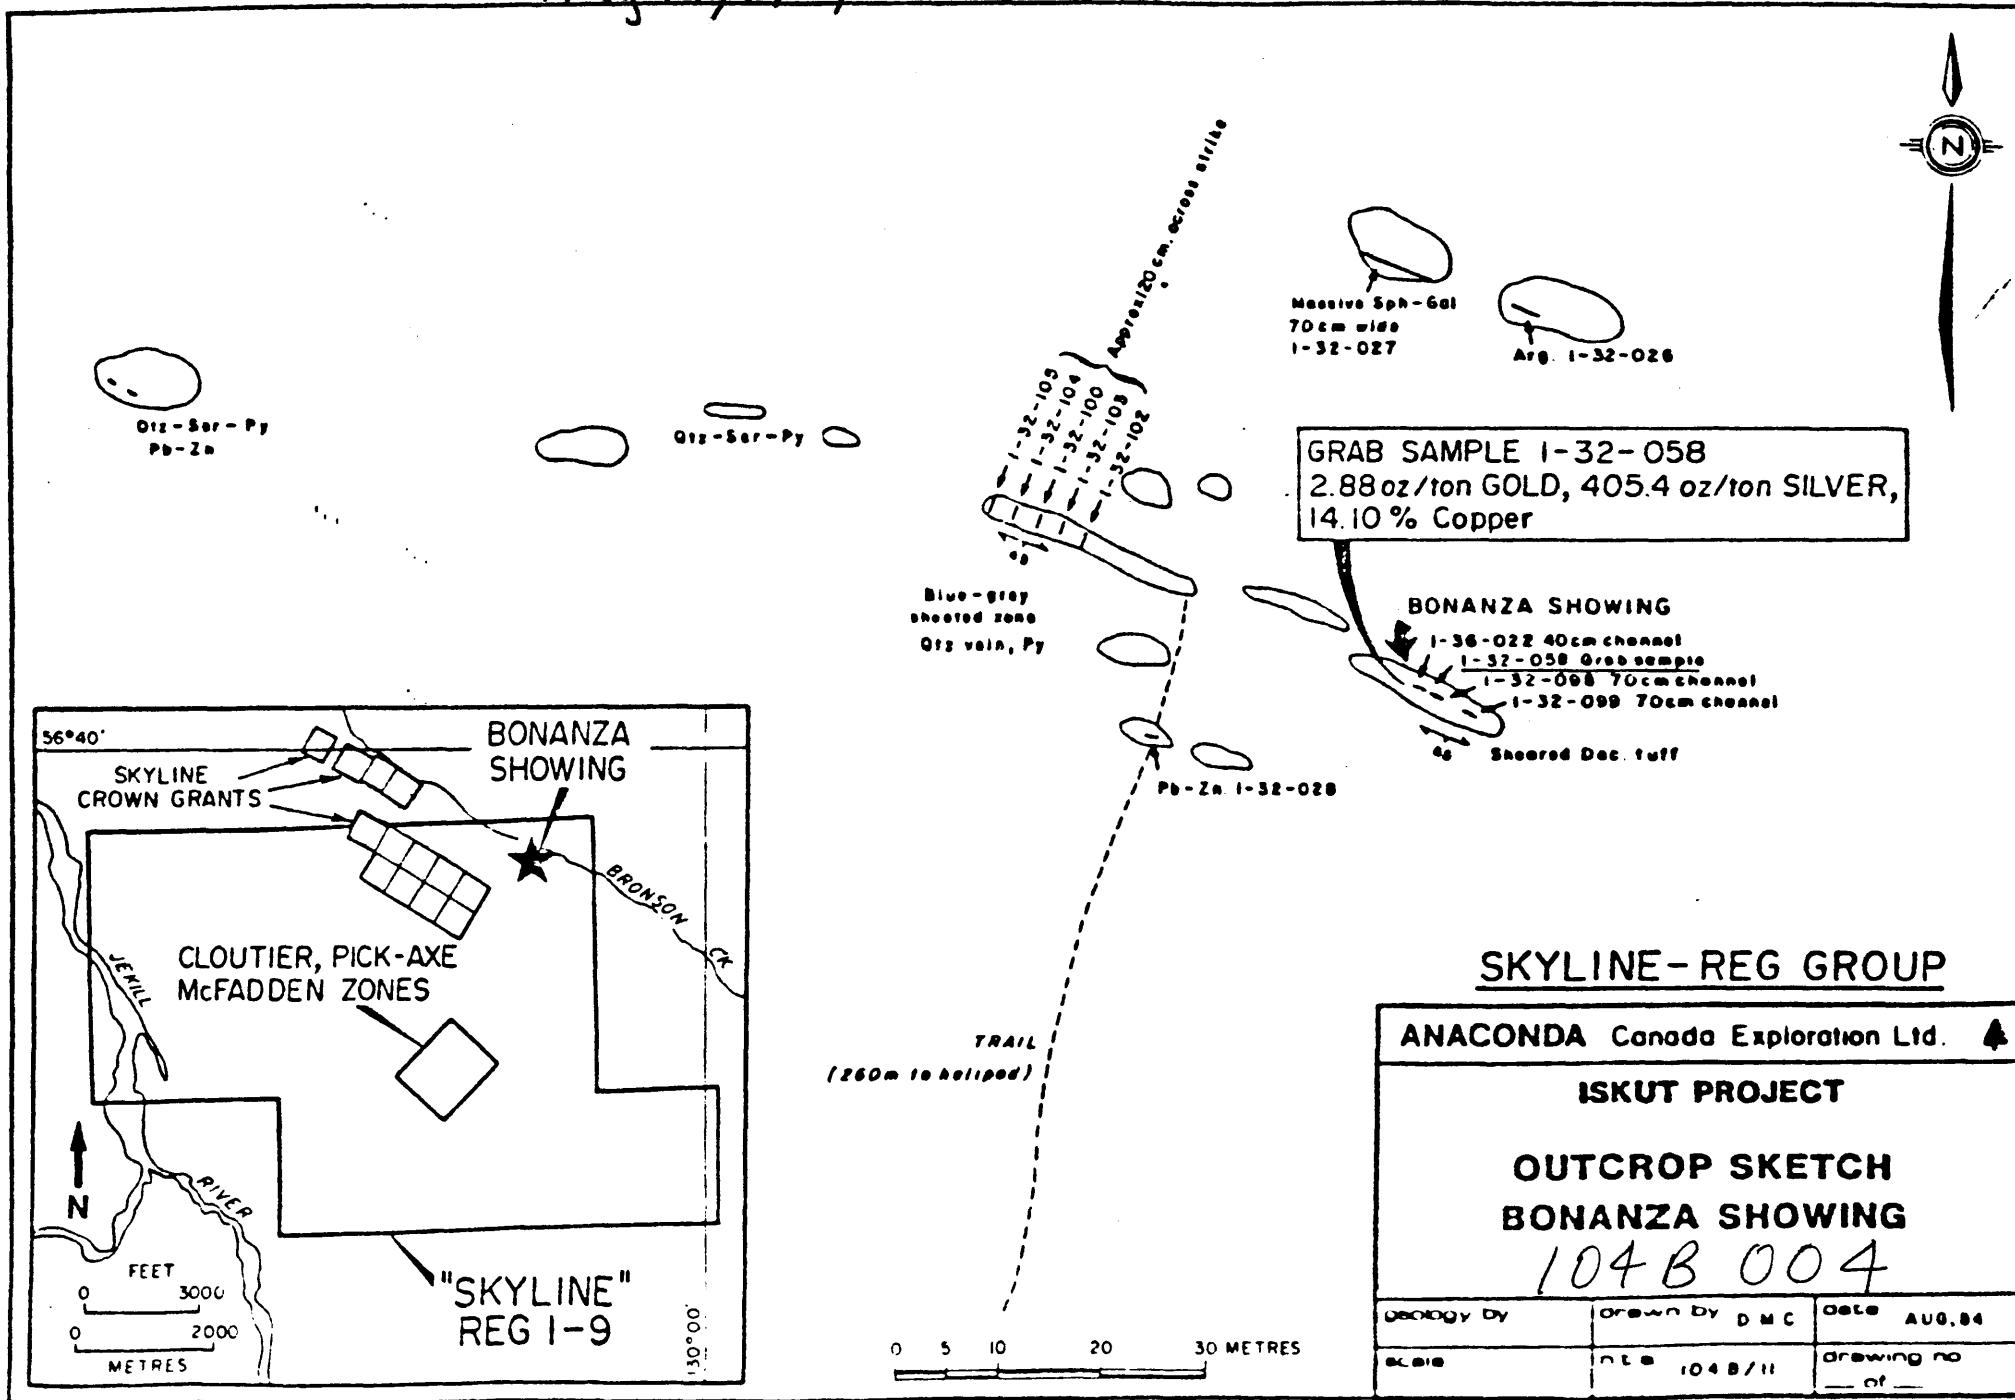 N
Approx 120 cm. across strike
Massive Sph-Gal
70 cm wide
1-32-027
Arg. 1-32-026
Qtz-Ser-Py
Pb-Zn
Qtz-Ser-Py
1-32-105
1-32-104
1-32-100
1-32-103
1-32-102
GRAB SAMPLE 1-32-058
2.88 oz/ton GOLD, 405.4 oz/ton SILVER,
14.10 % Copper
Blue-grey
sheeted zone
Qtz vein, Py
BONANZA SHOWING
1-36-022 40cm channel
1-32-058 Grab sample
1-32-098 70cm channel
1-32-099 70cm channel
Sheared Dac. tuff
Pb-Zn. 1-32-028
TRAIL
(260m to helipad)
56°40'
BONANZA
SHOWING
SKYLINE
CROWN GRANTS
BRONSON CK
JEKILL
RIVER
CLOUTIER, PICK-AXE
McFADDEN ZONES
N
FEET
0 3000
0 2000
METRES
"SKYLINE"
REG 1-9
130°00'
0 5 10 20 30 METRES
SKYLINE-REG GROUP
ANACONDA Canada Exploration Ltd.
ISKUT PROJECT
OUTCROP SKETCH
BONANZA SHOWING
104B 004
geology by
drawn by DMC
date AUG,84
scale
nts 104B/11
drawing no
of